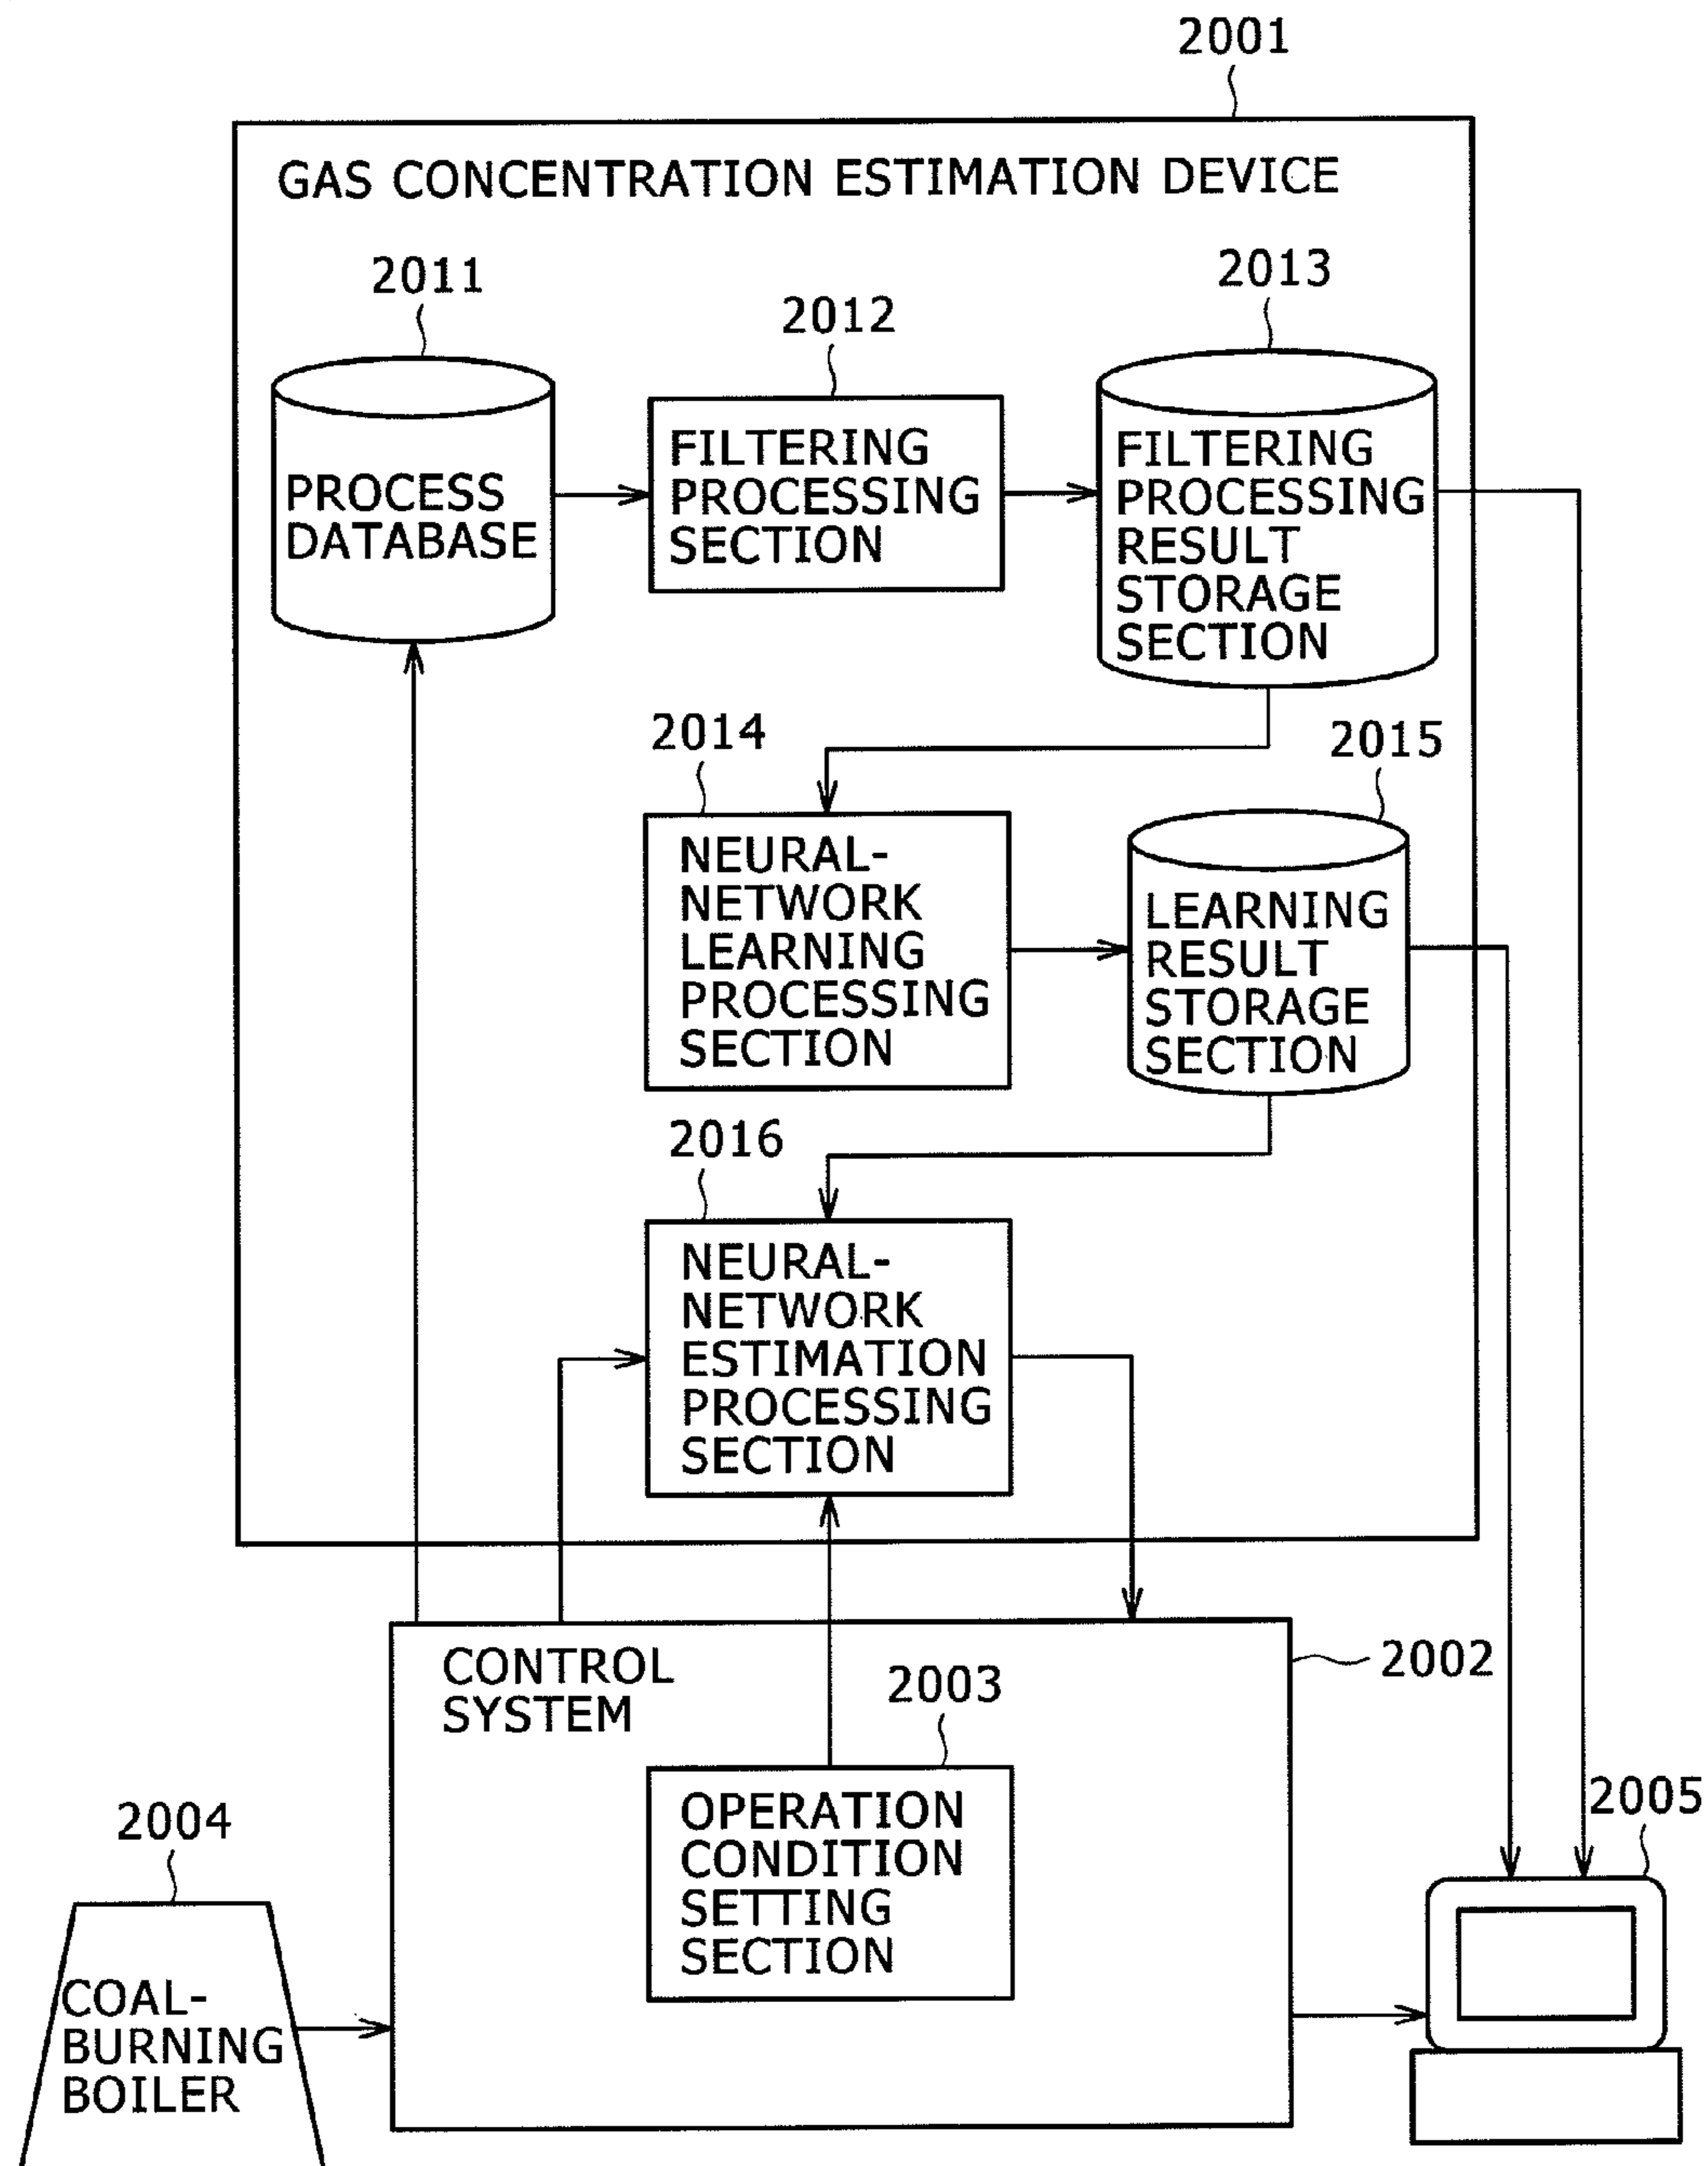 2001
GAS CONCENTRATION ESTIMATION DEVICE
2011
2012
2013
PROCESS
DATABASE
FILTERING
PROCESSING
SECTION
FILTERING
PROCESSING
RESULT
STORAGE
SECTION
2014
2015
NEURAL-
NETWORK
LEARNING
PROCESSING
SECTION
LEARNING
RESULT
STORAGE
SECTION
2016
NEURAL-
NETWORK
ESTIMATION
PROCESSING
SECTION
CONTROL
SYSTEM
2002
2003
OPERATION
CONDITION
SETTING
SECTION
2004
COAL-
BURNING
BOILER
2005